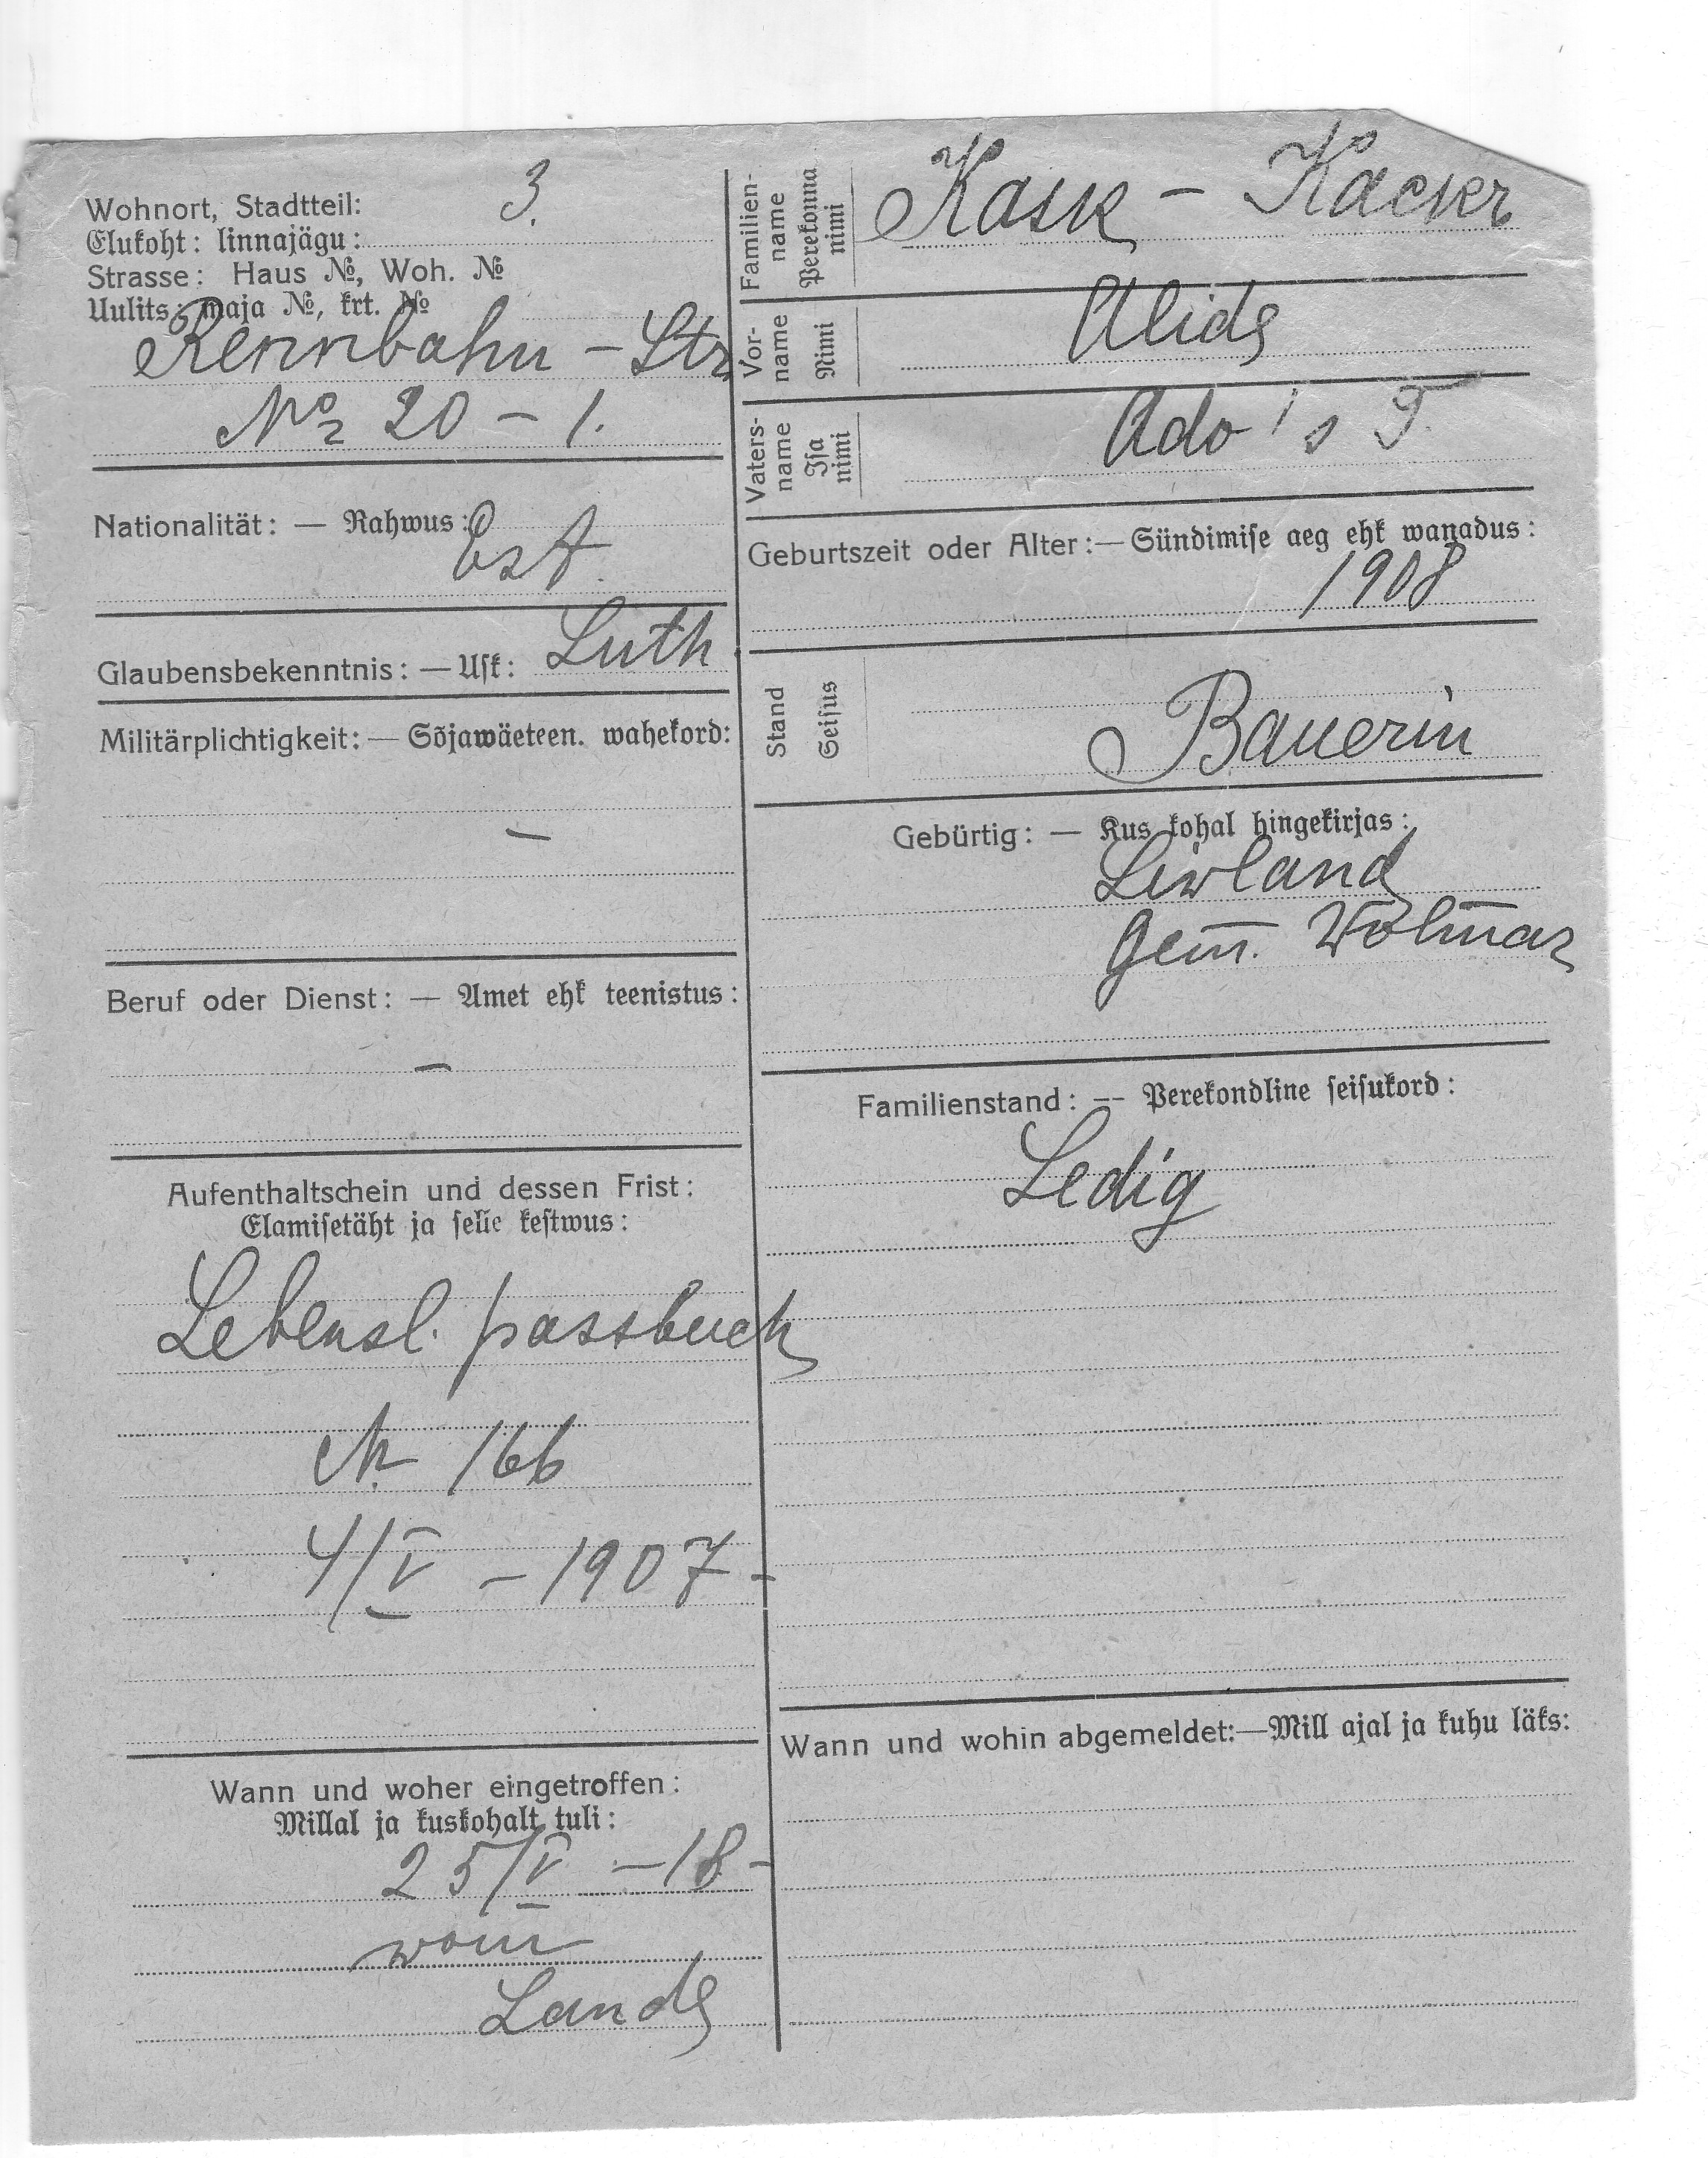 Wohnort, Stadtteil: 3.
Elukoht: linnajägu:
Strasse: Haus №, Woh. №
Uulits: maja №, krt. №
Rennbahn - Str.
№ 20 - 1.
Nationalität: — Rahwus:
Est.
Glaubensbekenntnis: — Usk: Luth
Militärplichtigkeit: — Sõjawäeteen. wahekord:
—
Beruf oder Dienst: — Amet ehk teenistus:
—
Aufenthaltschein und dessen Frist:
Elamisetäht ja selle kestwus:
Lebensl. passbuch
№ 166
4/V - 1907 -
Wann und woher eingetroffen:
Millal ja kuskohalt tuli:
25/V - 18 -
vom
Lande
Familien-
name
Perekonna
nimi
Kask -
Vor-
name
Nimi
Alide
Vaters-
name
Isa
nimi
Ado's T.
Geburtszeit oder Alter: — Sündimise aeg ehk wanadus:
1908
Stand
Seisus
Bauerin
Gebürtig: — Kus kohal hingekirjas:
Livland
Gem̅. Wolmar
Familienstand: — Perekondline seisukord:
Ledig
Wann und wohin abgemeldet: — Mill ajal ja kuhu läks: